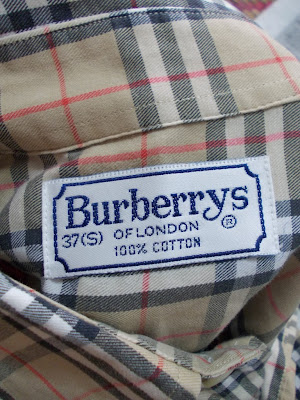 Burberrys®
37(S) OF LONDON
100% COTTON